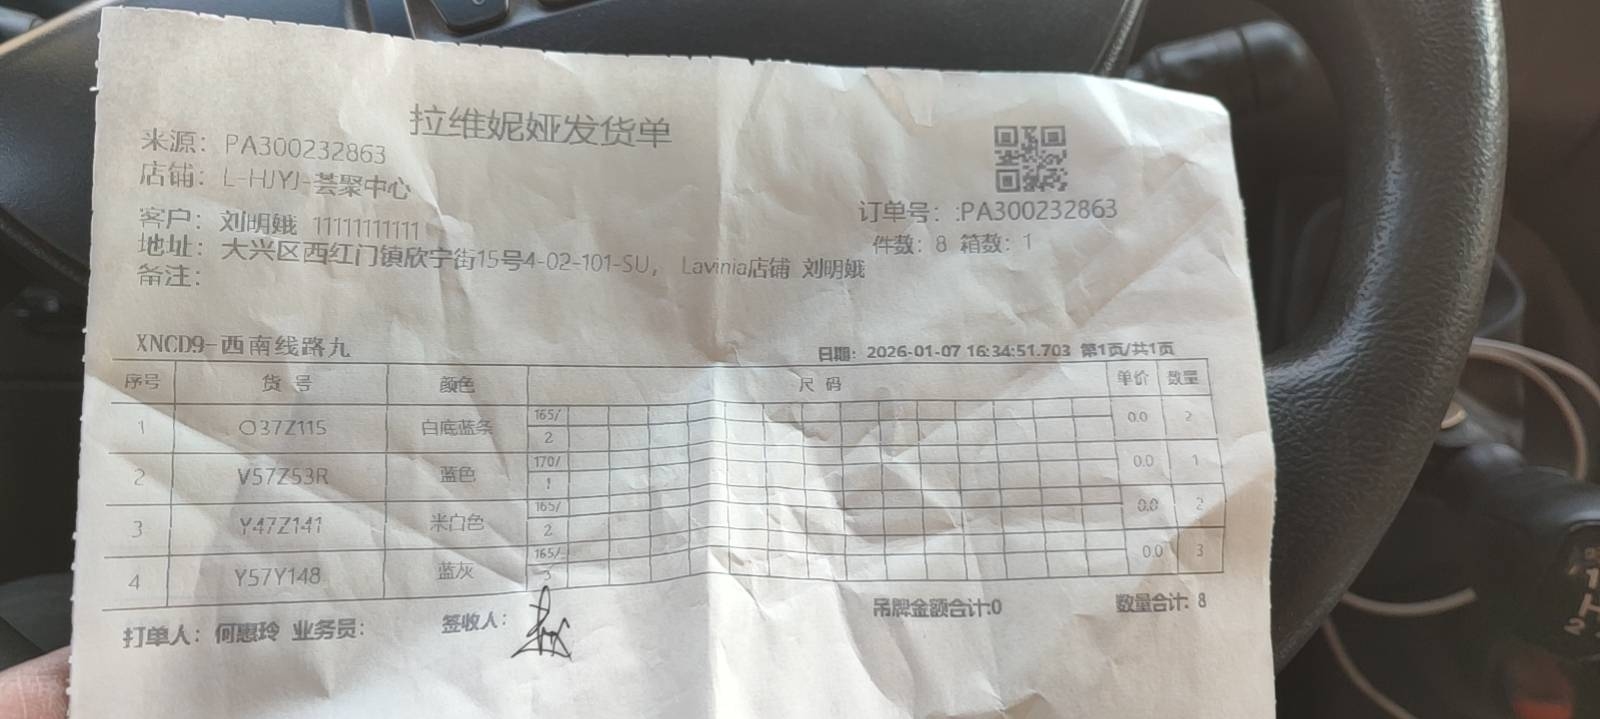 拉维妮娅发货单
来源：PA300232863
店铺：L-HJYJ-荟聚中心
客户：刘明娥 11111111111
订单号：:PA300232863
地址：大兴区西红门镇欣宁街15号4-02-101-SU， Lavinia店铺 刘明娥
件数：8 箱数：1
备注：
XNCD9-西南线路九
日期：2026-01-07 16:34:51.703 第1页/共1页
序号 货号 颜色 尺码 单价 数量
1 O37Z115 白底蓝条 165/ 2 0.0 2
2 V57Z53R 蓝色 170/ 1 0.0 1
3 Y47Z141 米白色 165/ 2 0.0 2
4 Y57Y148 蓝灰 165/ 3 0.0 3
打单人：何惠玲 业务员： 签收人： 吊牌金额合计:0 数量合计: 8